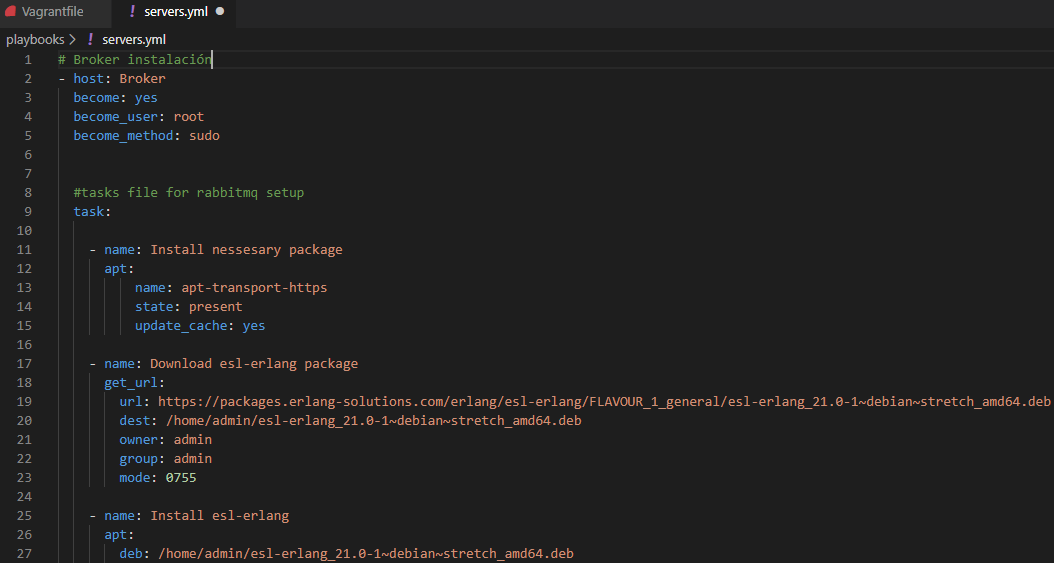 Vagrantfile ! servers.yml ●
playbooks > ! servers.yml
1 # Broker instalación
2 - host: Broker
3 become: yes
4 become_user: root
5 become_method: sudo
6
7
8 #tasks file for rabbitmq setup
9 task:
10
11 - name: Install nessesary package
12 apt:
13 name: apt-transport-https
14 state: present
15 update_cache: yes
16
17 - name: Download esl-erlang package
18 get_url:
19 url: https://packages.erlang-solutions.com/erlang/esl-erlang/FLAVOUR_1_general/esl-erlang_21.0-1~debian~stretch_amd64.deb
20 dest: /home/admin/esl-erlang_21.0-1~debian~stretch_amd64.deb
21 owner: admin
22 group: admin
23 mode: 0755
24
25 - name: Install esl-erlang
26 apt:
27 deb: /home/admin/esl-erlang_21.0-1~debian~stretch_amd64.deb